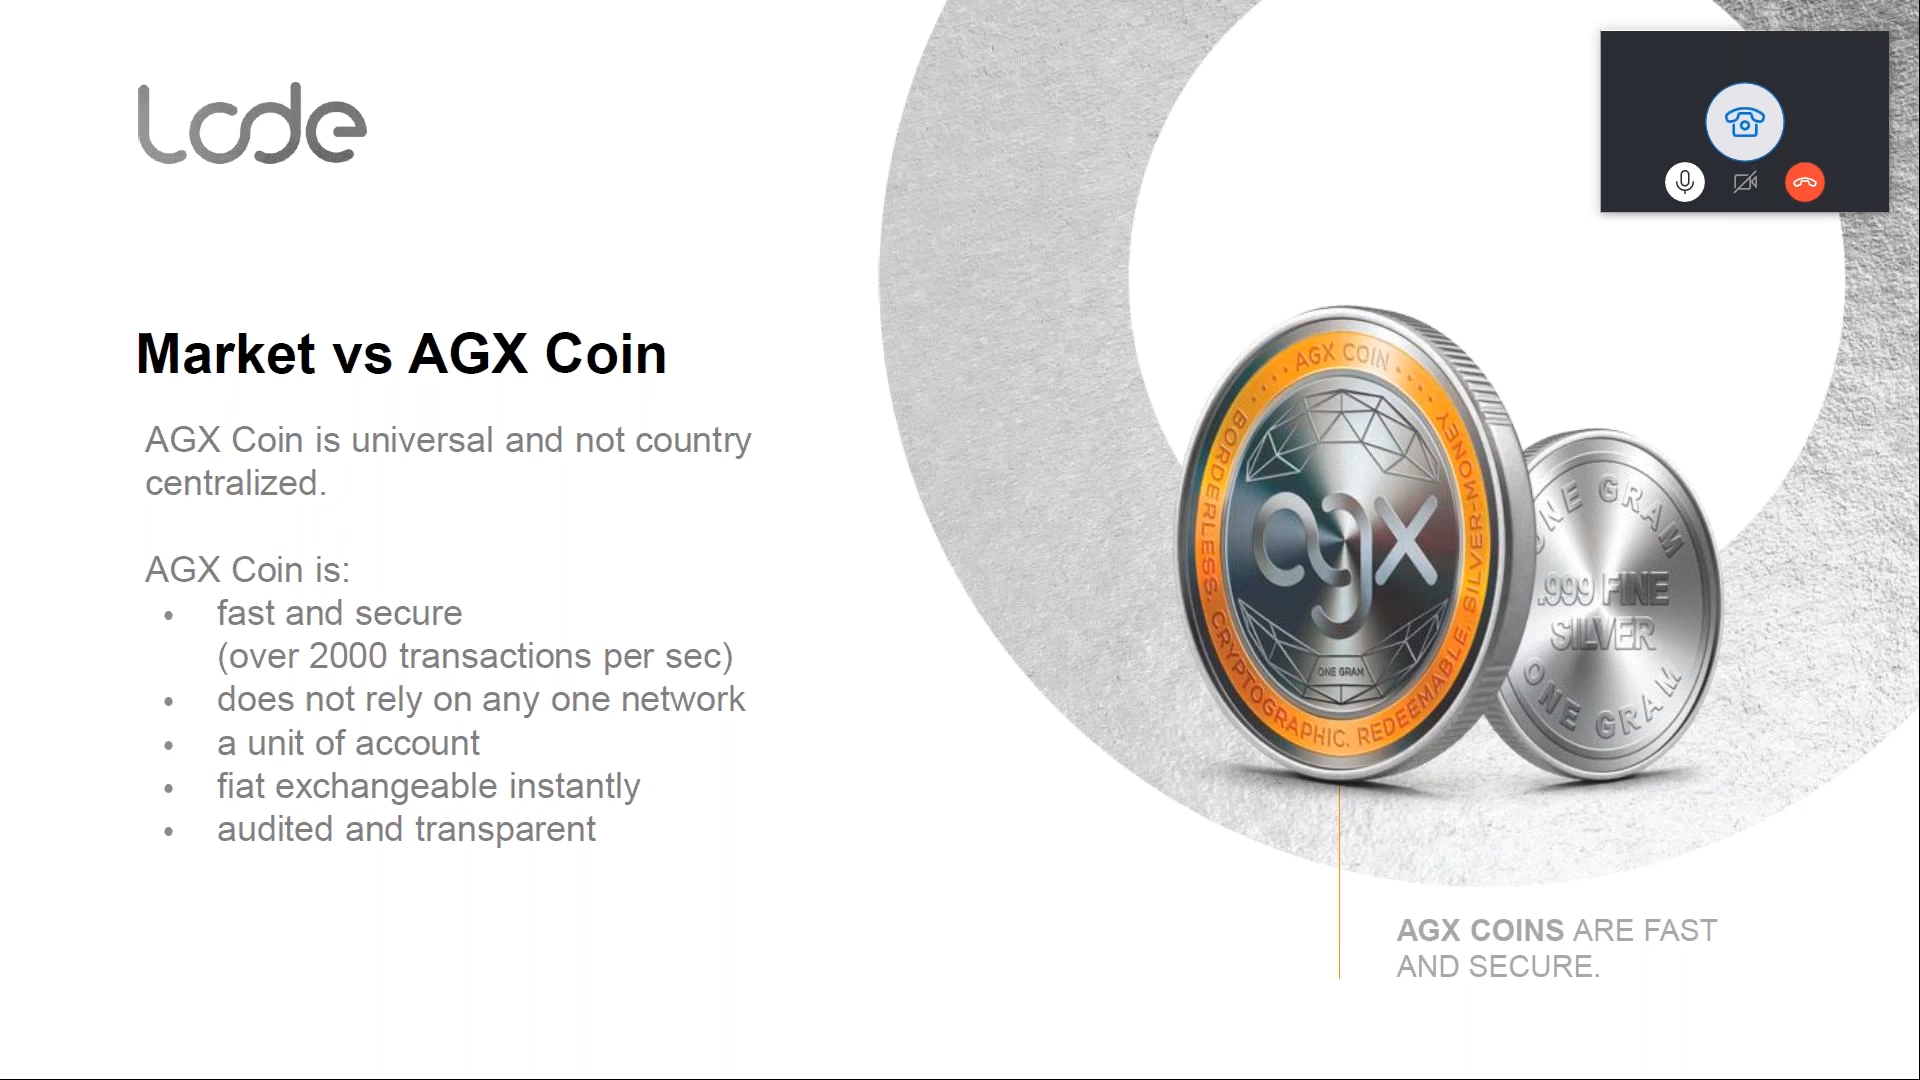 Lode
Market vs AGX Coin
AGX Coin is universal and not country
centralized.
AGX Coin is:
• fast and secure
(over 2000 transactions per sec)
• does not rely on any one network
• a unit of account
• fiat exchangeable instantly
• audited and transparent
AGX COIN
BORDERLESS. CRYPTOGRAPHIC. REDEEMABLE. SILVER-MONEY
agx
ONE GRAM
ONE GRAM
.999 FINE
SILVER
ONE GRAM
AGX COINS ARE FAST
AND SECURE.